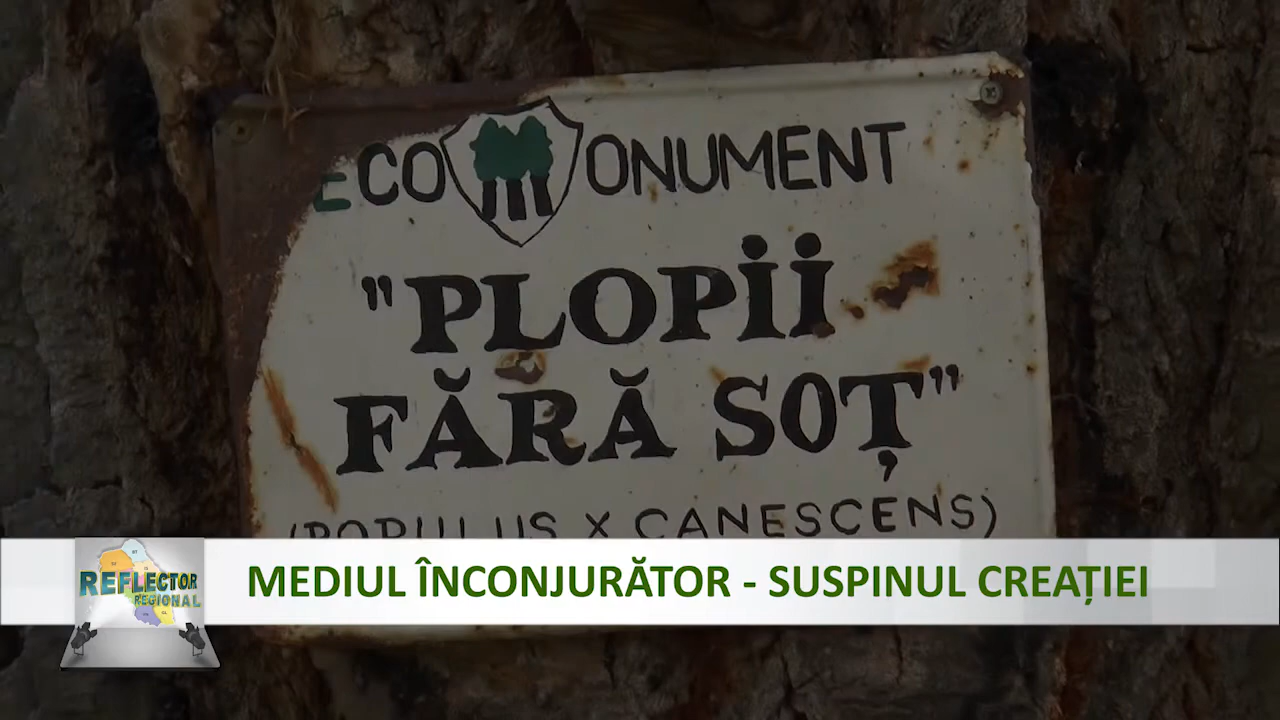 ECO MONUMENT
"PLOPII
FĂRĂ SOȚ"
(POPULUS X CANESCENS)
REFLECTOR
REGIONAL
MEDIUL ÎNCONJURĂTOR - SUSPINUL CREAȚIEI